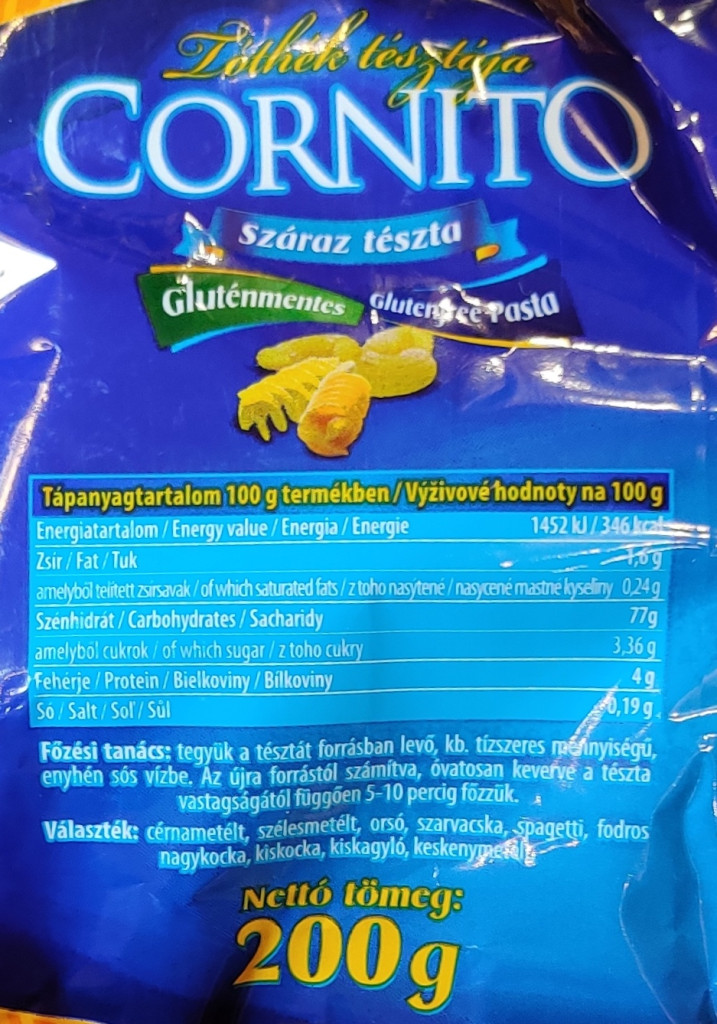 Tóthék tésztája
CORNITO
Száraz tészta
Gluténmentes Glutenfree Pasta
Tápanyagtartalom 100 g termékben / Výživové hodnoty na 100 g
Energiatartalom / Energy value / Energia / Energie 1452 kJ / 346 kcal
Zsír / Fat / Tuk 1,6 g
amelyből telített zsírsavak / of which saturated fats / z toho nasýtené / nasycené mastné kyseliny 0,24 g
Szénhidrát / Carbohydrates / Sacharidy 77g
amelyből cukrok / of which sugar / z toho cukry 3,36 g
Fehérje / Protein / Bielkoviny / Bílkoviny 4 g
Só / Salt / Soľ / Sůl 0,19 g
Főzési tanács: tegyük a tésztát forrásban levő, kb. tízszeres mennyiségű,
enyhén sós vízbe. Az újra forrástól számítva, óvatosan keverve a tészta
vastagságától függően 5-10 percig főzzük.
Választék: cérnametélt, szélesmetélt, orsó, szarvacska, spagetti, fodros
nagykocka, kiskocka, kiskagyló,
Nettó tömeg:
200 g